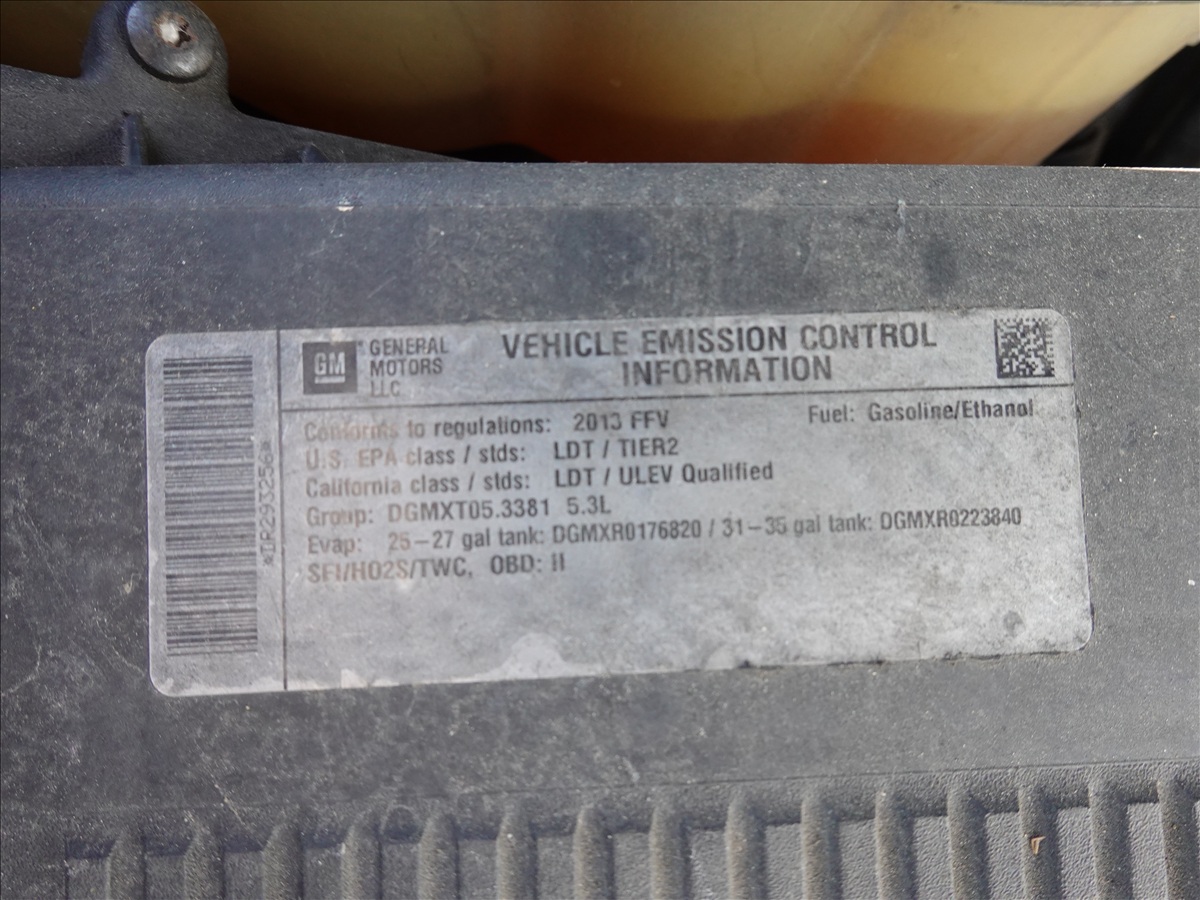 GM
GENERAL
MOTORS
LLC
VEHICLE EMISSION CONTROL
INFORMATION
Conforms to regulations: 2013 FFV
Fuel: Gasoline/Ethanol
U.S. EPA class / stds: LDT / TIER2
California class / stds: LDT / ULEV Qualified
Group: DGMXT05.3381 5.3L
Evap: 25-27 gal tank: DGMXR0176820 / 31-35 gal tank: DGMXR0223840
SFI/HO2S/TWC, OBD: II
*IR293256*